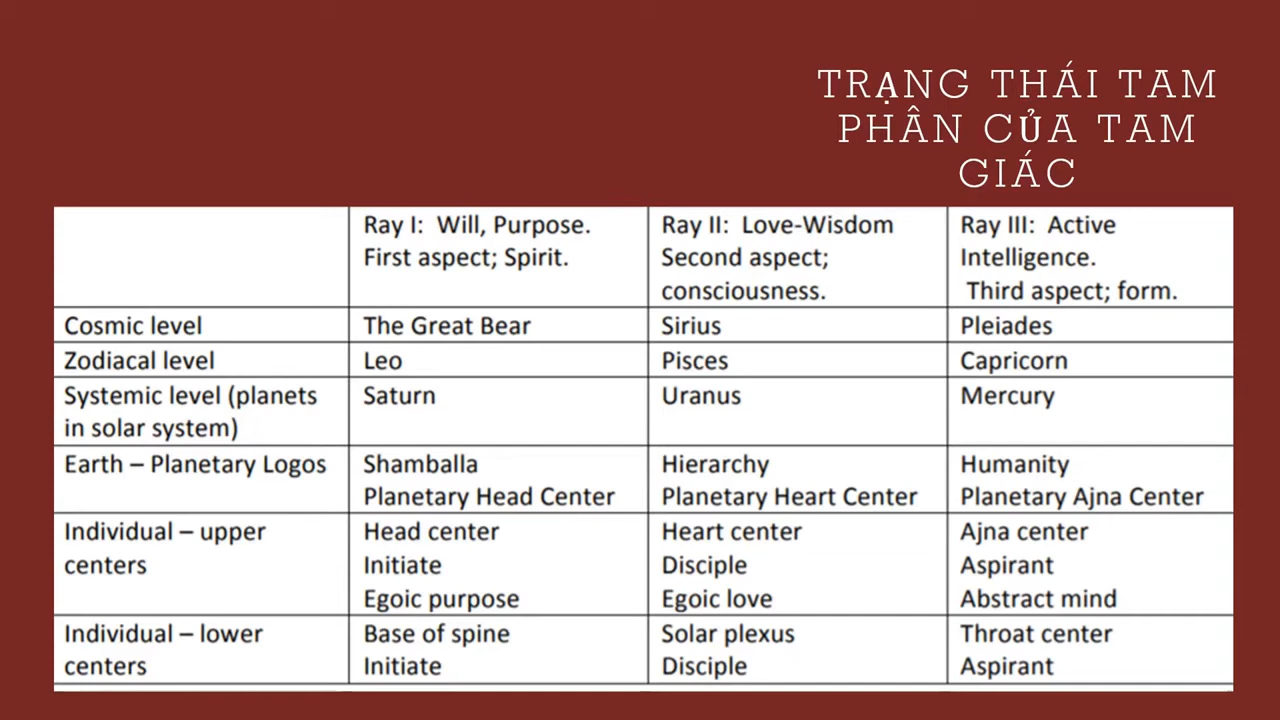 TRẠNG THÁI TAM
PHÂN CỦA TAM
GIÁC
Ray I: Will, Purpose.
First aspect; Spirit.
Ray II: Love-Wisdom
Second aspect;
consciousness.
Ray III: Active
Intelligence.
Third aspect; form.
Cosmic level
The Great Bear
Sirius
Pleiades
Zodiacal level
Leo
Pisces
Capricorn
Systemic level (planets
in solar system)
Saturn
Uranus
Mercury
Earth – Planetary Logos
Shamballa
Planetary Head Center
Hierarchy
Planetary Heart Center
Humanity
Planetary Ajna Center
Individual – upper
centers
Head center
Initiate
Egoic purpose
Heart center
Disciple
Egoic love
Ajna center
Aspirant
Abstract mind
Individual – lower
centers
Base of spine
Initiate
Solar plexus
Disciple
Throat center
Aspirant